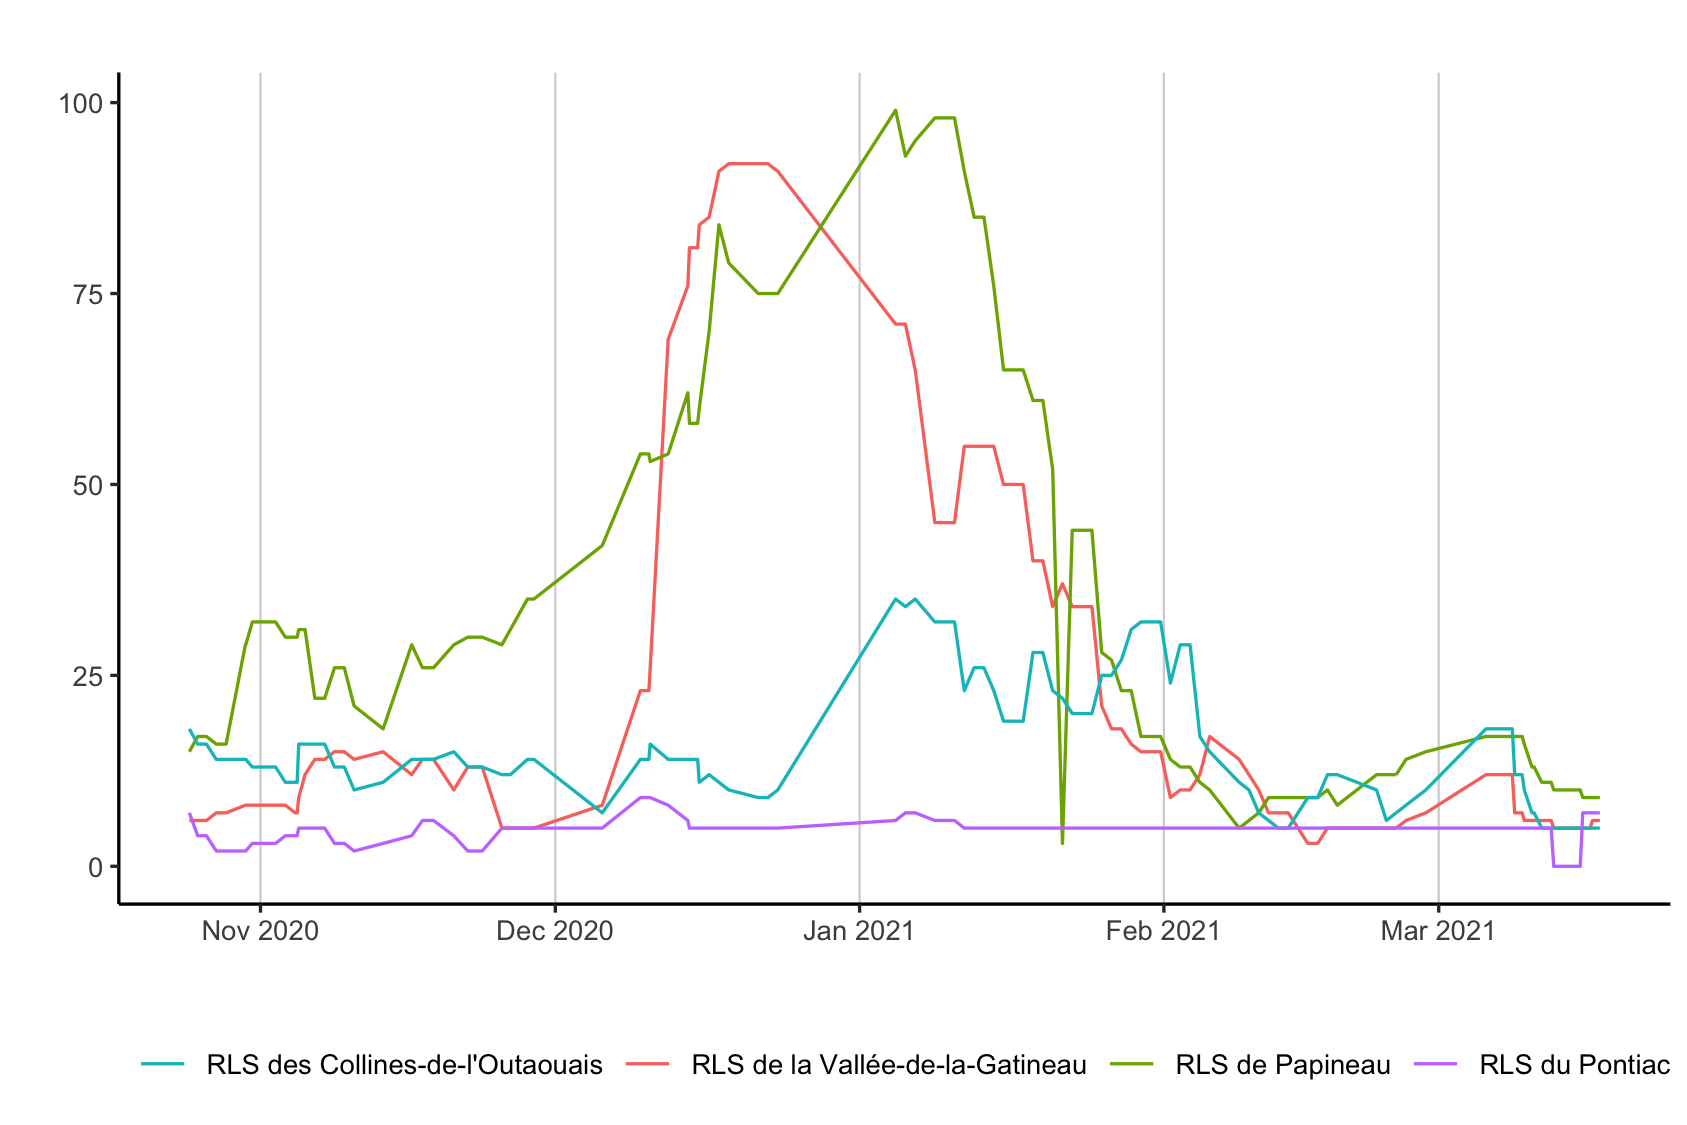 100
75
50
25
0
Nov 2020 Dec 2020 Jan 2021 Feb 2021 Mar 2021
RLS des Collines-de-l'Outaouais RLS de la Vallée-de-la-Gatineau RLS de Papineau RLS du Pontiac